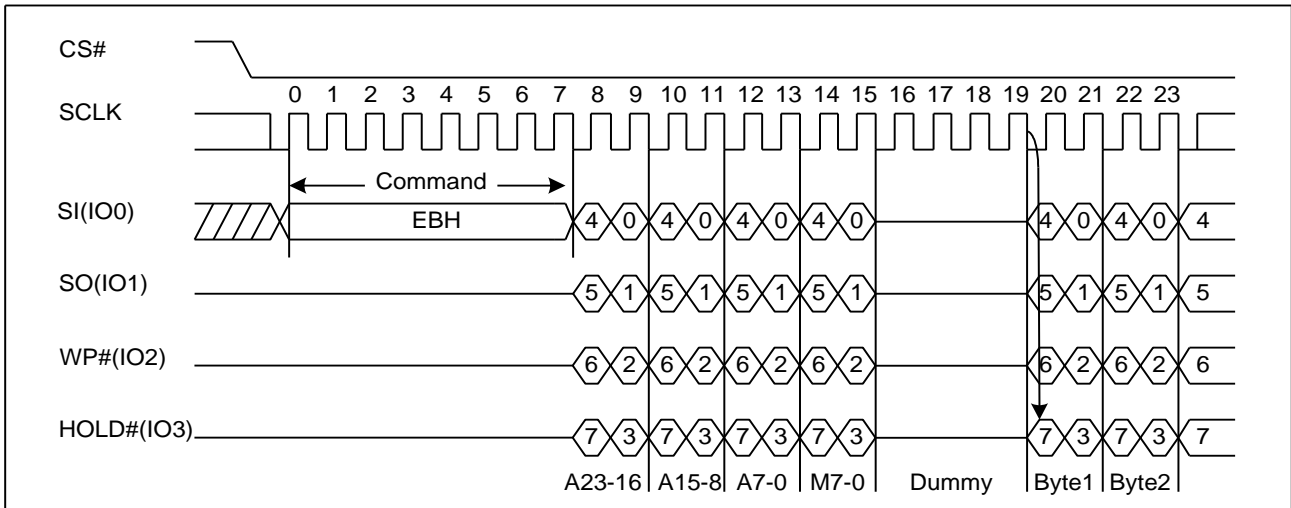 CS#
SCLK
0 1 2 3 4 5 6 7 8 9 10 11 12 13 14 15 16 17 18 19 20 21 22 23
Command
SI(IO0)
EBH
4 0 4 0 4 0 4 0 4 0 4 0 4
SO(IO1)
5 1 5 1 5 1 5 1 5 1 5 1 5
WP#(IO2)
6 2 6 2 6 2 6 2 6 2 6 2 6
HOLD#(IO3)
7 3 7 3 7 3 7 3 7 3 7 3 7
A23-16 A15-8 A7-0 M7-0 Dummy Byte1 Byte2